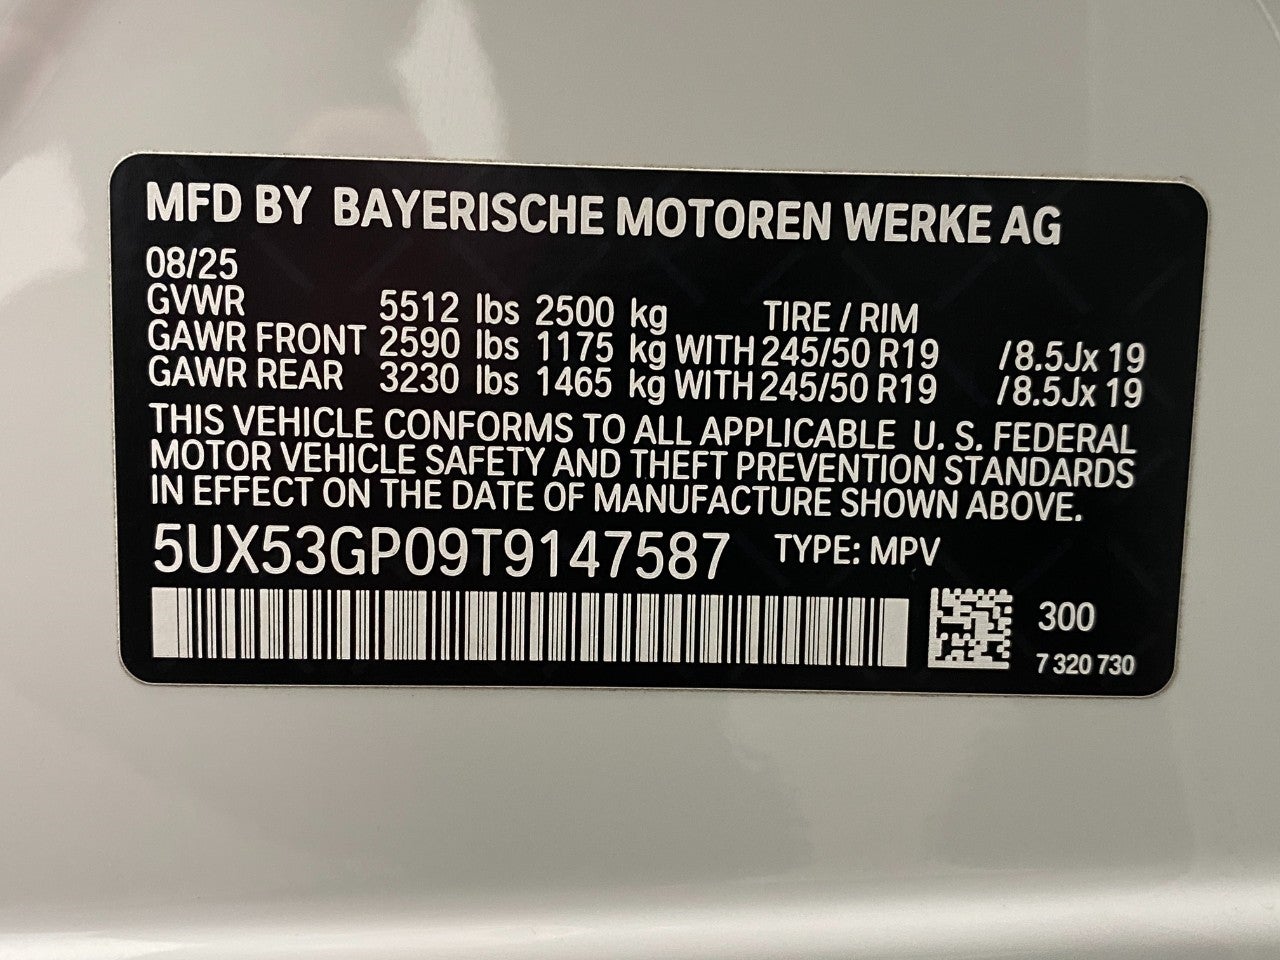 MFD BY BAYERISCHE MOTOREN WERKE AG
08/25
GVWR 5512 lbs 2500 kg TIRE / RIM
GAWR FRONT 2590 lbs 1175 kg WITH 245/50 R19 /8.5Jx 19
GAWR REAR 3230 lbs 1465 kg WITH 245/50 R19 /8.5Jx 19
THIS VEHICLE CONFORMS TO ALL APPLICABLE U. S. FEDERAL
MOTOR VEHICLE SAFETY AND THEFT PREVENTION STANDARDS
IN EFFECT ON THE DATE OF MANUFACTURE SHOWN ABOVE.
5UX53GP09T9147587 TYPE: MPV
300
7 320 730